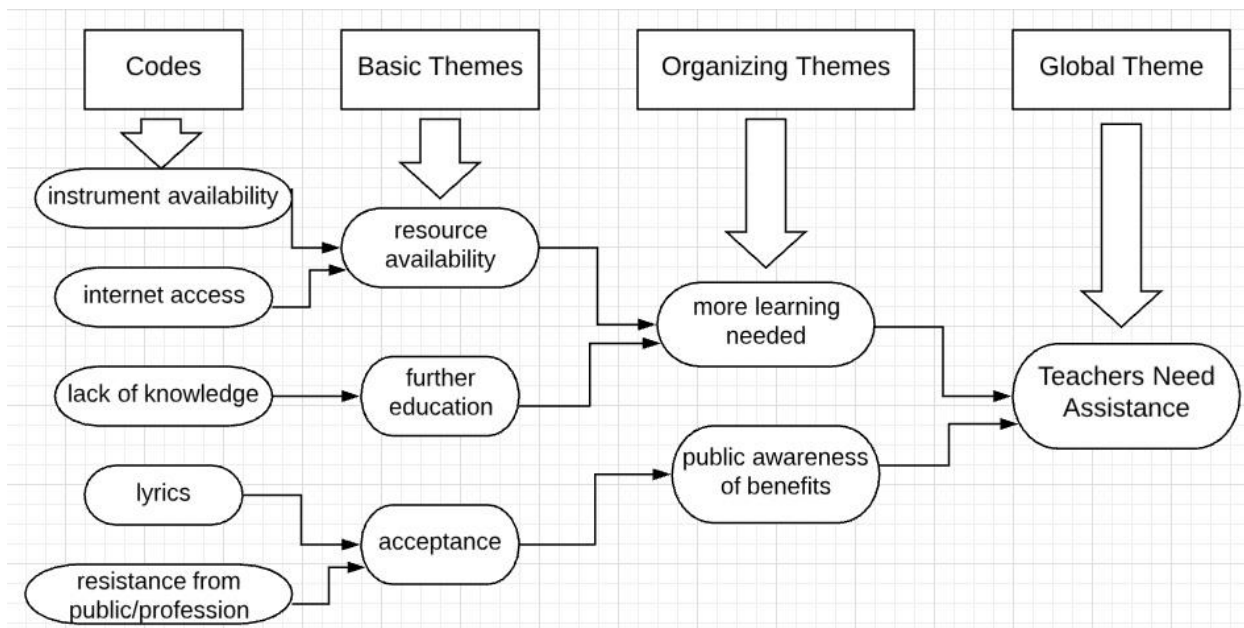 Codes
Basic Themes
Organizing Themes
Global Theme
instrument availability
internet access
lack of knowledge
lyrics
resistance from
public/profession
resource
availability
further
education
acceptance
more learning
needed
public awareness
of benefits
Teachers Need
Assistance